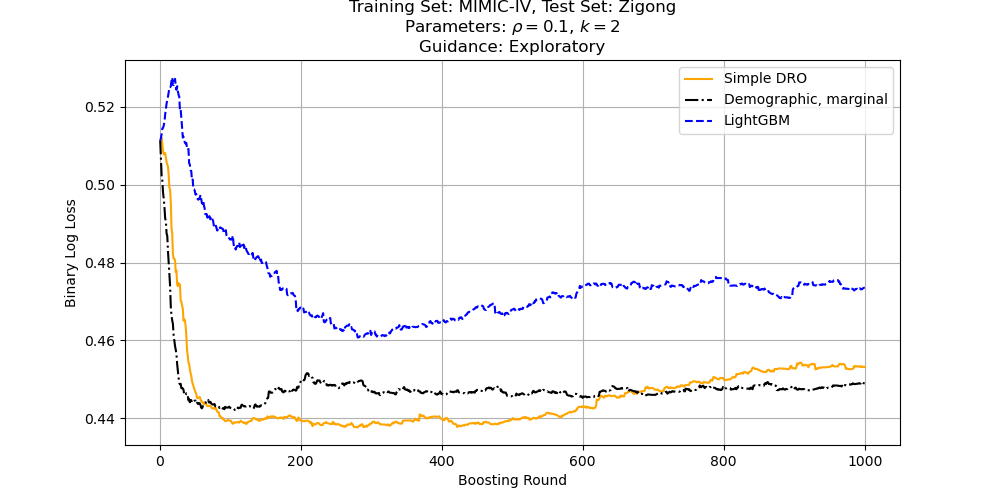 Training Set: MIMIC-IV, Test Set: Zigong
Parameters: ρ = 0.1, k = 2
Guidance: Exploratory
Simple DRO
Demographic, marginal
LightGBM
Binary Log Loss
0.52
0.50
0.48
0.46
0.44
0 200 400 600 800 1000
Boosting Round